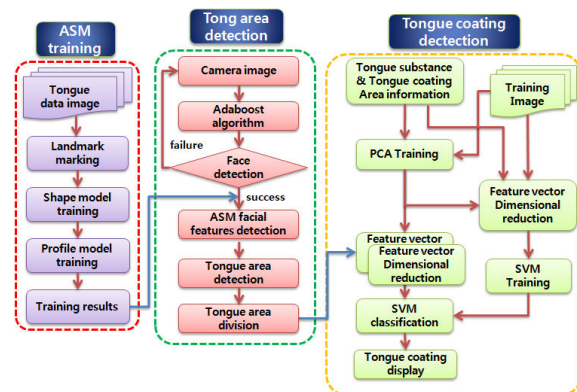 ASM
training
Tongue
data image
Landmark
marking
Shape model
training
Profile model
training
Training results
Tong area
detection
Camera image
Adaboost
algorithm
failure
Face
detection
success
ASM facial
features detection
Tongue area
detection
Tongue area
division
Tongue coating
dectection
Tongue substance
& Tongue coating
Area information
Training
Image
PCA Training
Feature vector
Dimensional
reduction
Feature vector
Feature vector
Dimensional
reduction
SVM
Training
SVM
classification
Tongue coating
display